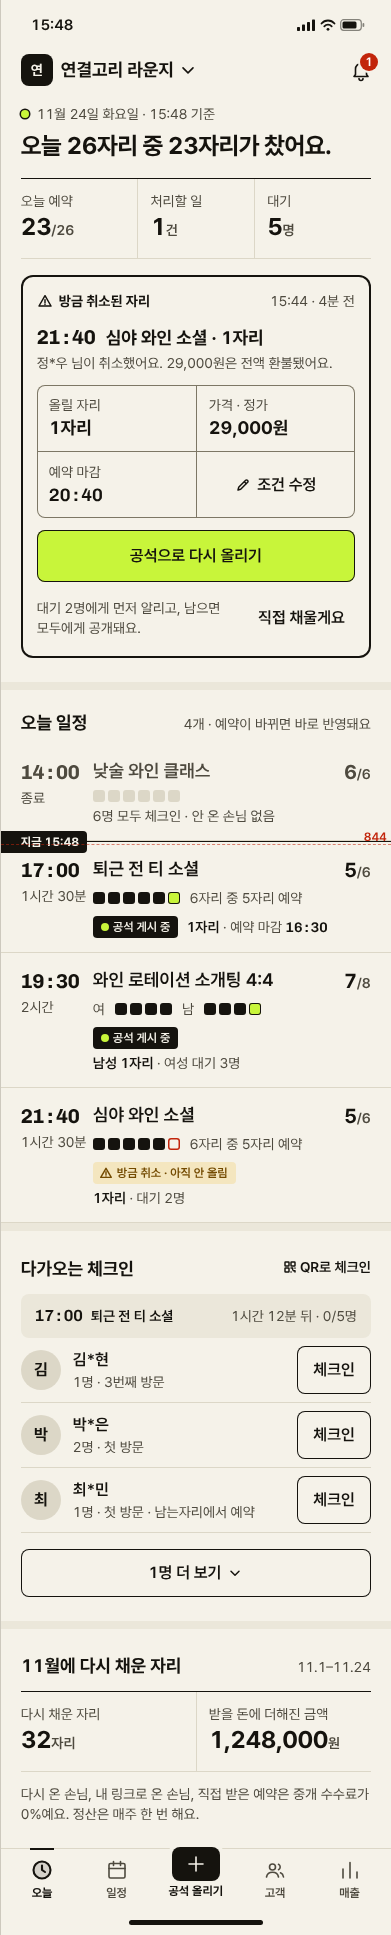 15:48
연 연결고리 라운지
1
11월 24일 화요일 · 15:48 기준
오늘 26자리 중 23자리가 찼어요.
오늘 예약 처리할 일 대기
23/26 1건 5명
방금 취소된 자리 15:44 · 4분 전
21:40 심야 와인 소셜 · 1자리
정*우 님이 취소했어요. 29,000원은 전액 환불됐어요.
올릴 자리 가격 · 정가
1자리 29,000원
예약 마감
20:40
조건 수정
공석으로 다시 올리기
대기 2명에게 먼저 알리고, 남으면
모두에게 공개돼요.
직접 채울게요
오늘 일정 4개 · 예약이 바뀌면 바로 반영돼요
14:00 낮술 와인 클래스 6/6
종료
6명 모두 체크인 · 안 온 손님 없음
지금 15:48 844
17:00 퇴근 전 티 소셜 5/6
1시간 30분 6자리 중 5자리 예약
공석 게시 중 1자리 · 예약 마감 16:30
19:30 와인 로테이션 소개팅 4:4 7/8
2시간 여 남
공석 게시 중
남성 1자리 · 여성 대기 3명
21:40 심야 와인 소셜 5/6
1시간 30분 6자리 중 5자리 예약
방금 취소 · 아직 안 올림
1자리 · 대기 2명
다가오는 체크인 QR로 체크인
17:00 퇴근 전 티 소셜 1시간 12분 뒤 · 0/5명
김 김*현 체크인
1명 · 3번째 방문
박 박*은 체크인
2명 · 첫 방문
최 최*민 체크인
1명 · 첫 방문 · 남는자리에서 예약
1명 더 보기
11월에 다시 채운 자리 11.1–11.24
다시 채운 자리 받을 돈에 더해진 금액
32자리 1,248,000원
다시 온 손님, 내 링크로 온 손님, 직접 받은 예약은 중개 수수료가
0%예요. 정산은 매주 한 번 해요.
오늘 일정 공석 올리기 고객 매출